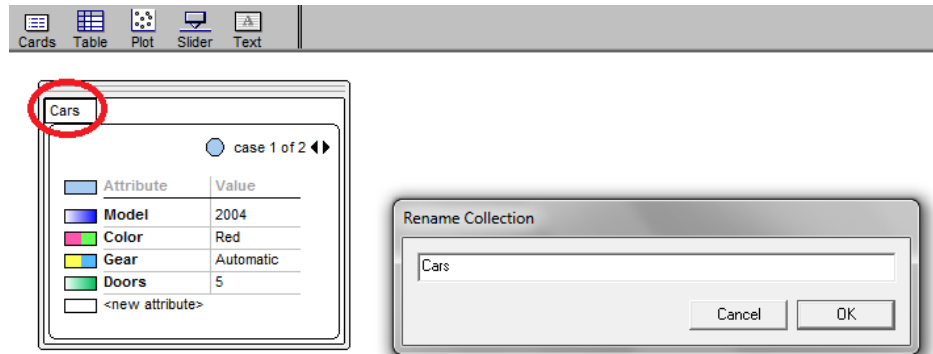 Cards Table Plot Slider Text
Cars
case 1 of 2
Attribute Value
Model 2004
Color Red
Gear Automatic
Doors 5
<new attribute>
Rename Collection
Cars
Cancel OK